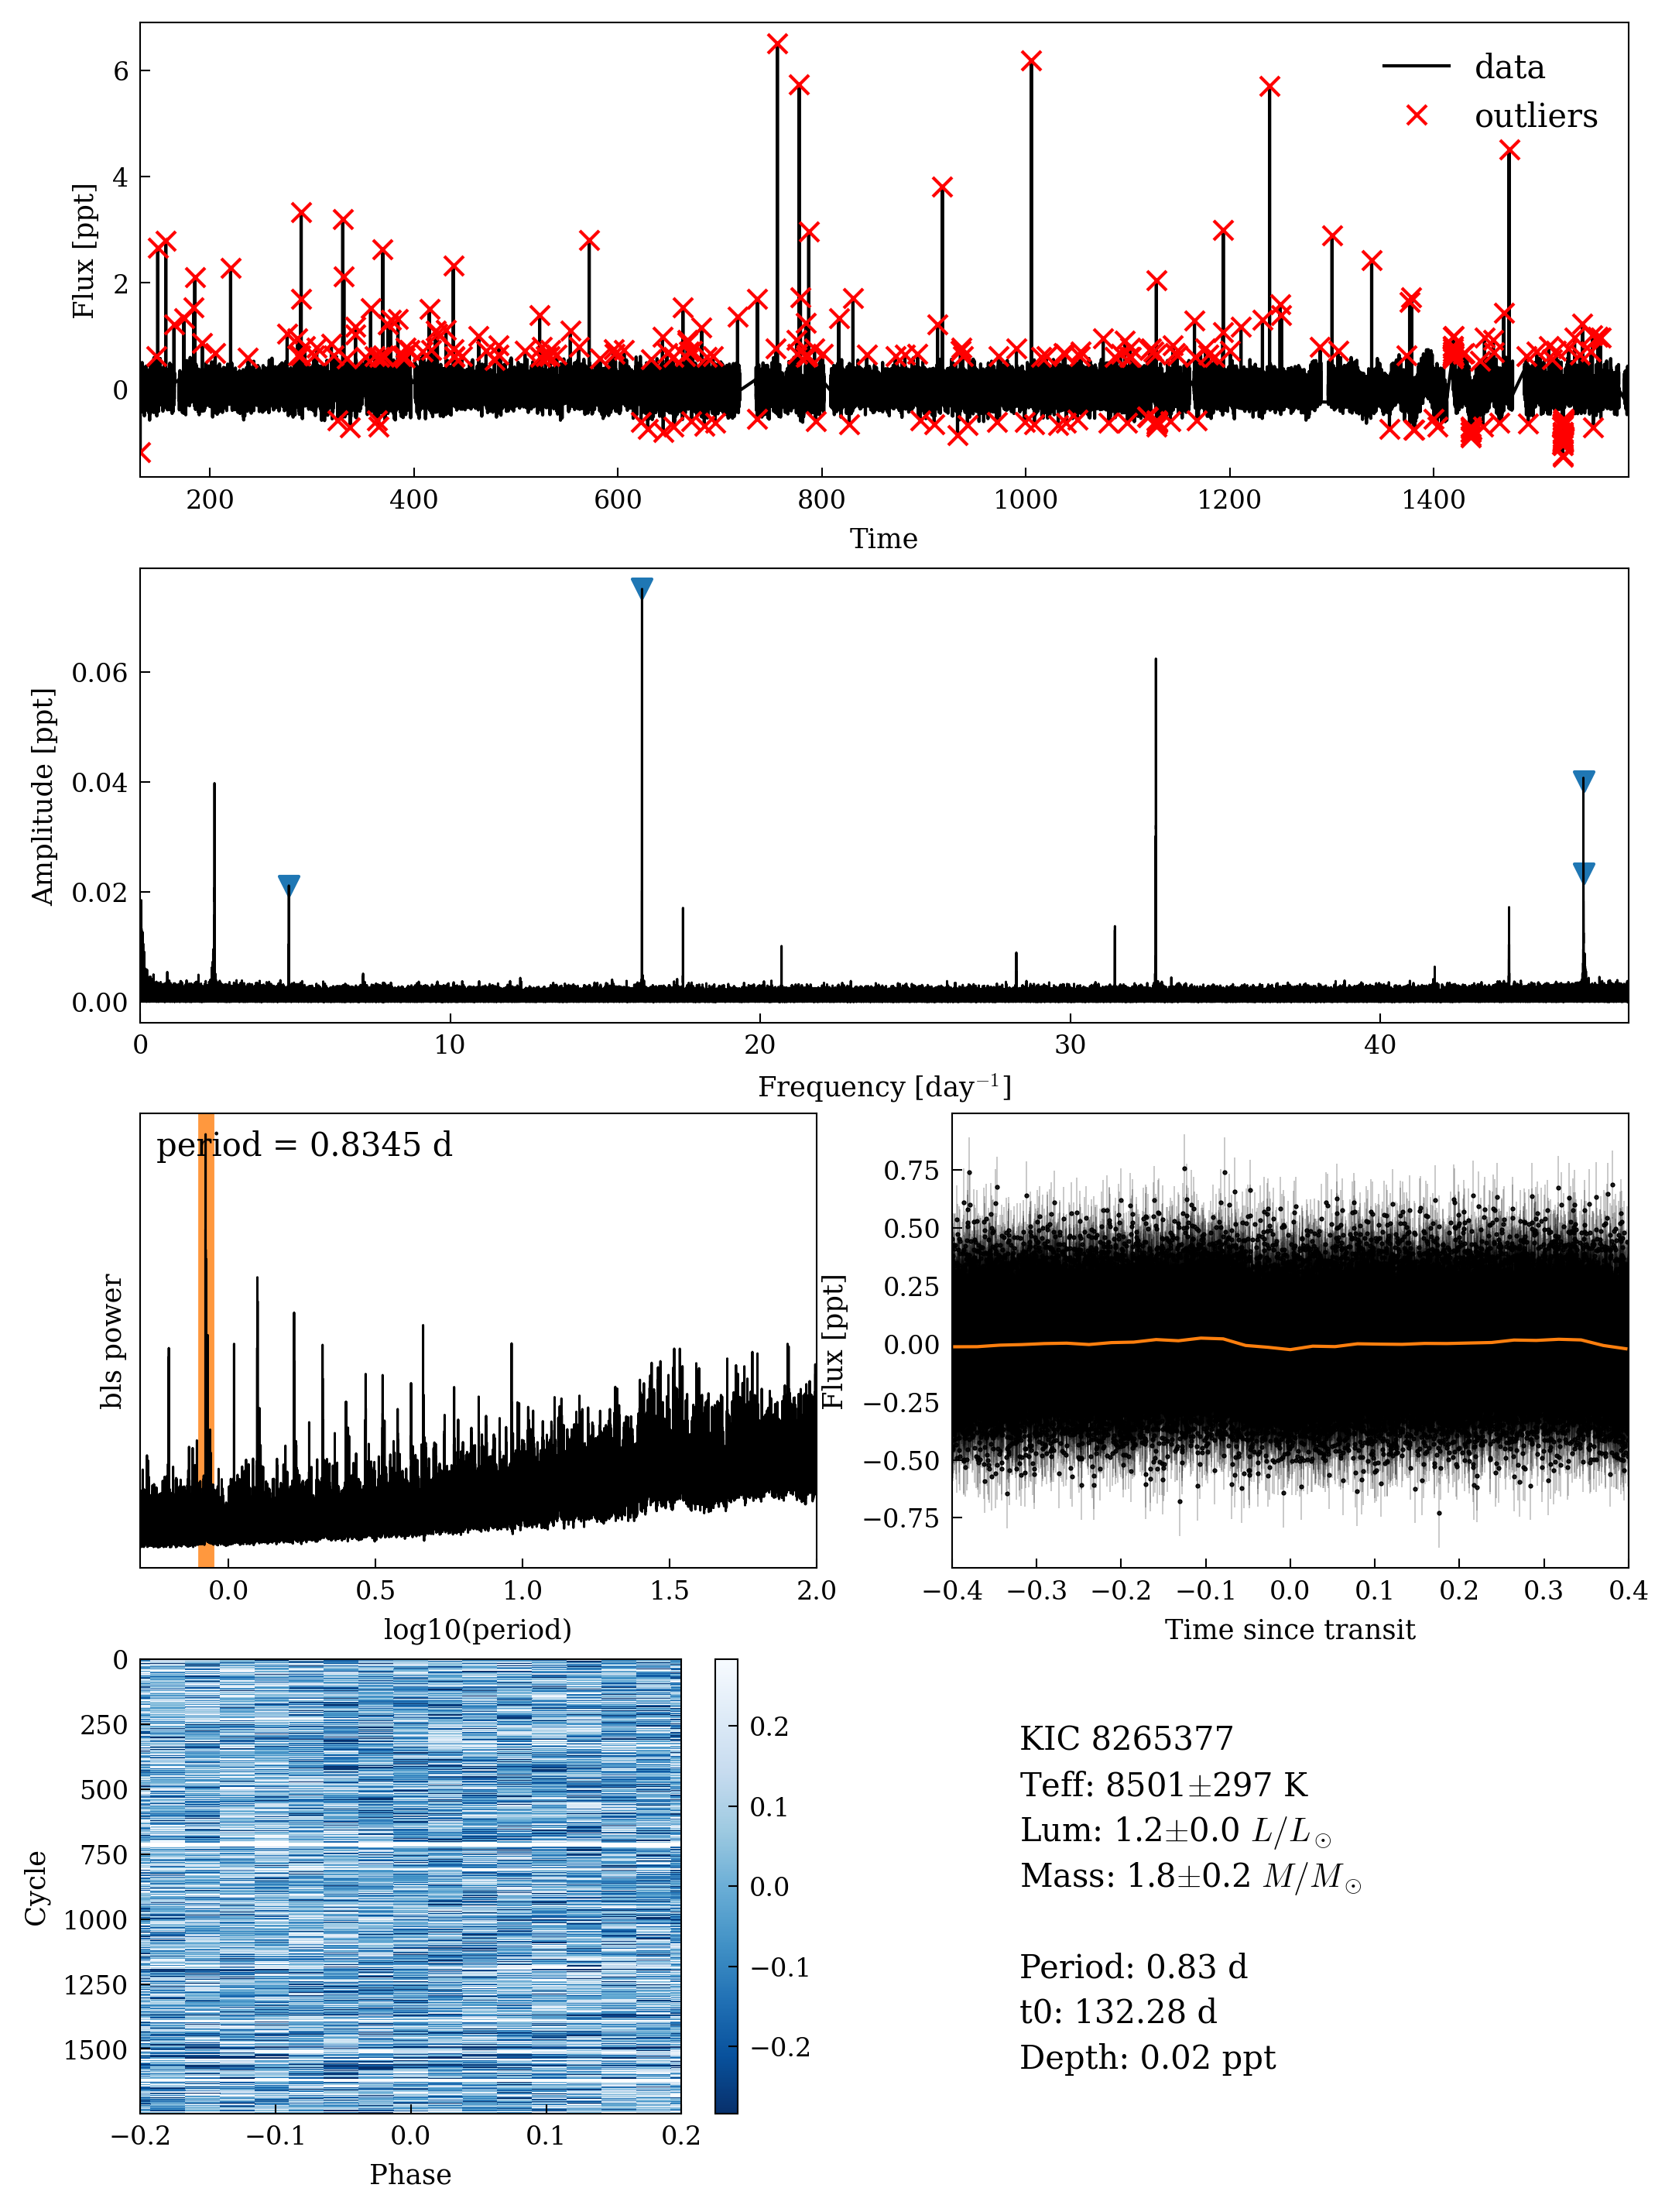 6
4
2
0
Flux [ppt]
data
outliers
200 400 600 800 1000 1200 1400
Time
0.06
0.04
0.02
0.00
Amplitude [ppt]
0 10 20 30 40
Frequency [day⁻¹]
period = 0.8345 d
bls power
0.0 0.5 1.0 1.5 2.0
log10(period)
0.75
0.50
0.25
0.00
−0.25
−0.50
−0.75
Flux [ppt]
−0.4 −0.3 −0.2 −0.1 0.0 0.1 0.2 0.3 0.4
Time since transit
0
250
500
750
1000
1250
1500
Cycle
−0.2 −0.1 0.0 0.1 0.2
Phase
0.2
0.1
0.0
−0.1
−0.2
KIC 8265377
Teff: 8501±297 K
Lum: 1.2±0.0 L/L☉
Mass: 1.8±0.2 M/M☉
Period: 0.83 d
t0: 132.28 d
Depth: 0.02 ppt